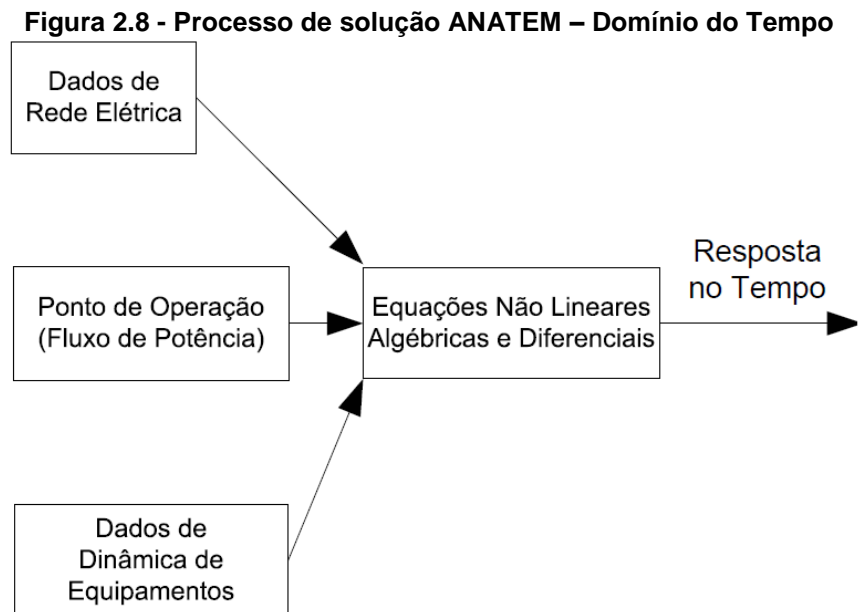 Figura 2.8 - Processo de solução ANATEM – Domínio do Tempo
Dados de
Rede Elétrica
Ponto de Operação
(Fluxo de Potência)
Equações Não Lineares
Algébricas e Diferenciais
Resposta
no Tempo
Dados de
Dinâmica de
Equipamentos